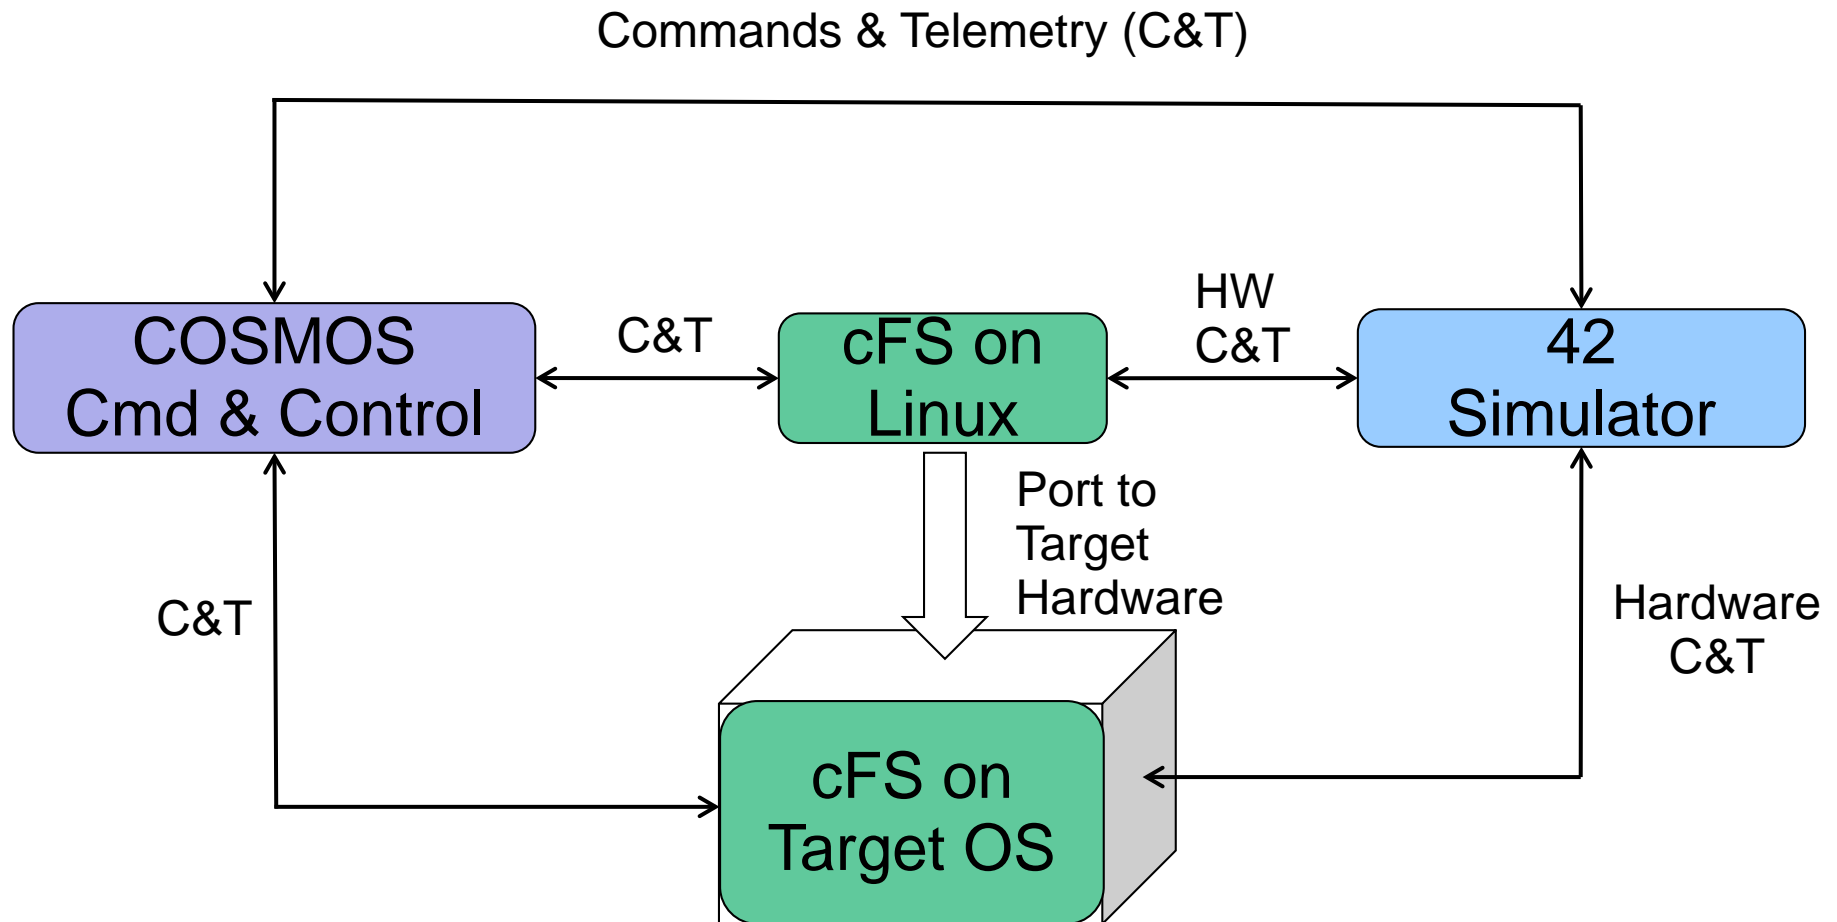 Commands & Telemetry (C&T)
COSMOS
Cmd & Control
C&T
cFS on
Linux
HW
C&T
42
Simulator
Port to
Target
Hardware
C&T
Hardware
C&T
cFS on
Target OS